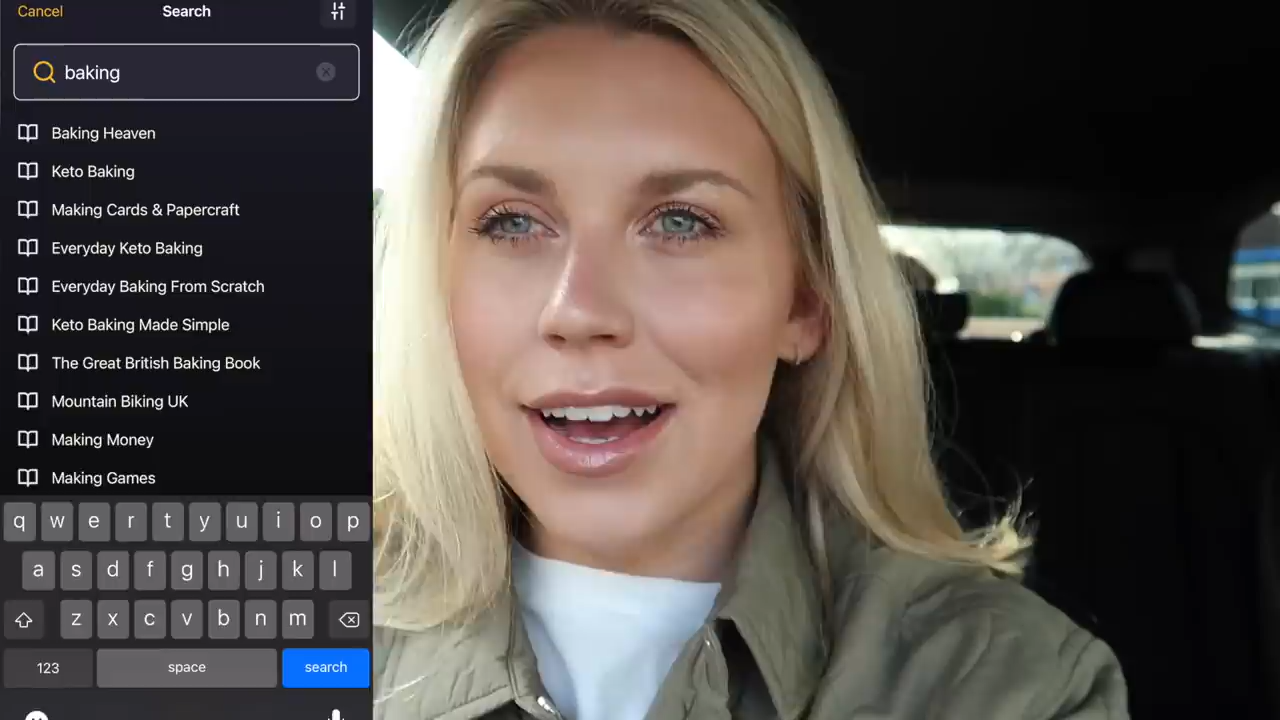 Cancel Search
baking
Baking Heaven
Keto Baking
Making Cards & Papercraft
Everyday Keto Baking
Everyday Baking From Scratch
Keto Baking Made Simple
The Great British Baking Book
Mountain Biking UK
Making Money
Making Games
q w e r t y u i o p
a s d f g h j k l
z x c v b n m
123 space search